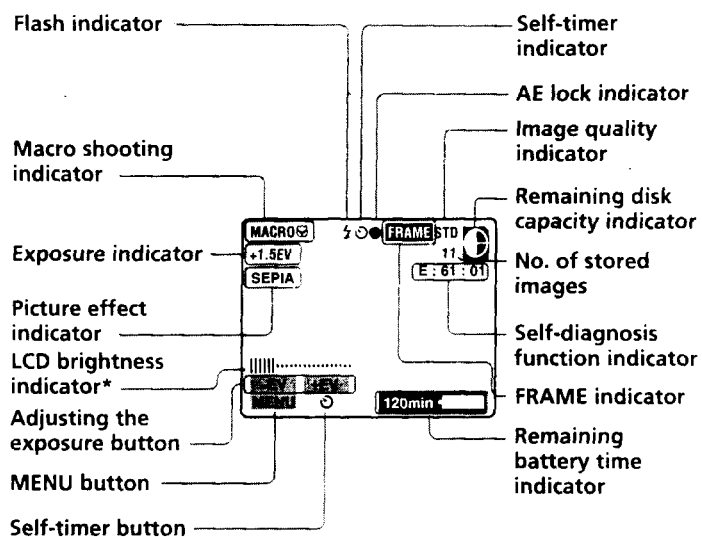 Flash indicator
Self-timer
indicator
AE lock indicator
Image quality
indicator
Macro shooting
indicator
Remaining disk
capacity indicator
Exposure indicator
No. of stored
images
Picture effect
indicator
Self-diagnosis
function indicator
LCD brightness
indicator*
FRAME indicator
Adjusting the
exposure button
Remaining
battery time
indicator
MENU button
Self-timer button
MACRO
FRAME STD
+1.5EV
11
SEPIA
E : 61 : 01
-EV +EV
MENU
120min